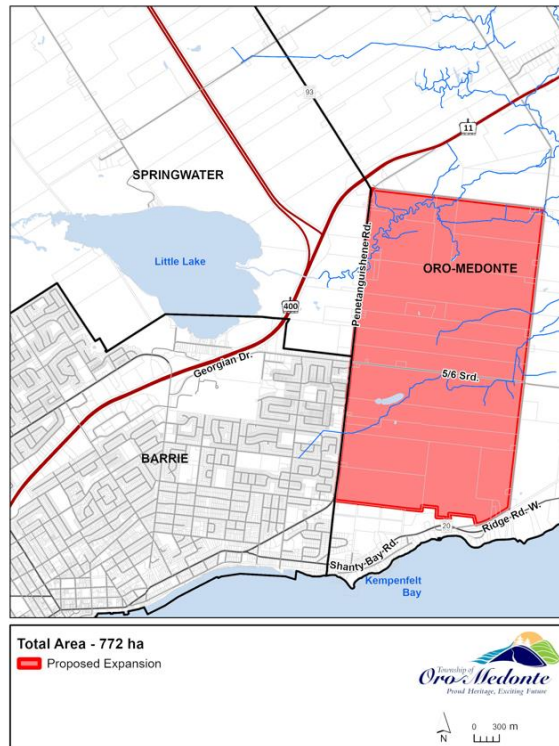 93
11
SPRINGWATER
Penetanguishene Rd.
ORO-MEDONTE
Little Lake
400
Georgian Dr.
5/6 Srd.
BARRIE
20
Ridge Rd. W.
Shanty Bay Rd.
Kempenfelt
Bay
Total Area - 772 ha
Proposed Expansion
Township of
Oro-Medonte
Proud Heritage, Exciting Future
N
0 300 m